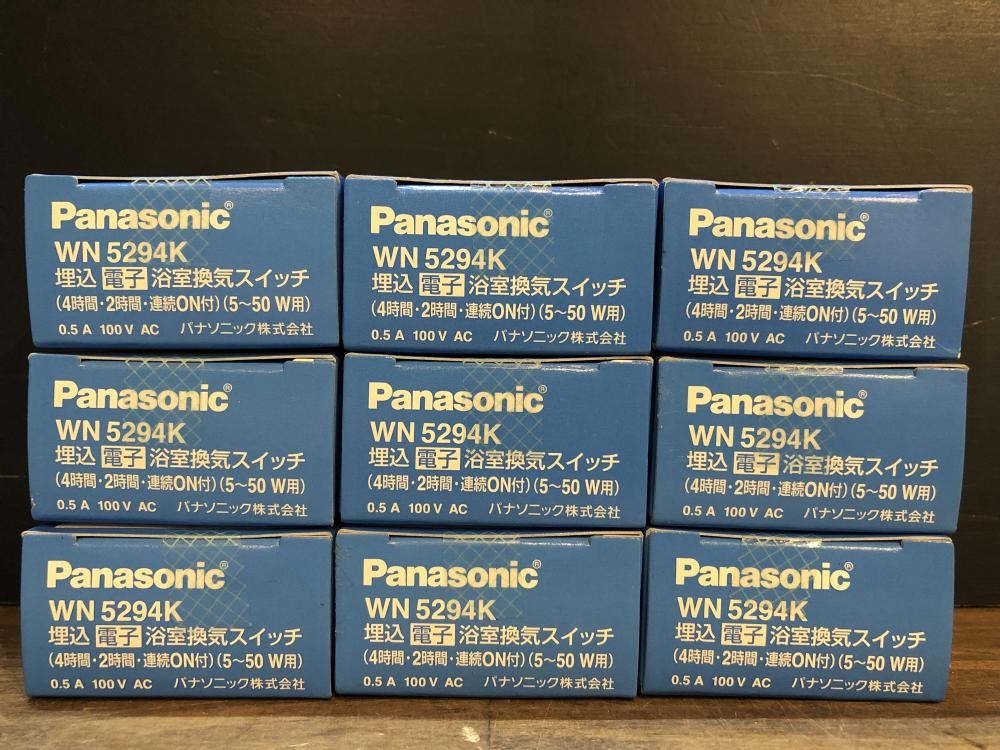 Panasonic®
WN 5294K
埋込 電子 浴室換気スイッチ
(4時間・2時間・連続ON付)(5〜50 W用)
0.5 A 100 V AC パナソニック株式会社
Panasonic®
WN 5294K
埋込 電子 浴室換気スイッチ
(4時間・2時間・連続ON付)(5〜50 W用)
0.5 A 100 V AC パナソニック株式会社
Panasonic®
WN 5294K
埋込 電子 浴室換気スイッチ
(4時間・2時間・連続ON付)(5〜50 W用)
0.5 A 100 V AC パナソニック株式会社
Panasonic®
WN 5294K
埋込 電子 浴室換気スイッチ
(4時間・2時間・連続ON付)(5〜50 W用)
0.5 A 100 V AC パナソニック株式会社
Panasonic®
WN 5294K
埋込 電子 浴室換気スイッチ
(4時間・2時間・連続ON付)(5〜50 W用)
0.5 A 100 V AC パナソニック株式会社
Panasonic®
WN 5294K
埋込 電子 浴室換気スイッチ
(4時間・2時間・連続ON付)(5〜50 W用)
0.5 A 100 V AC パナソニック株式会社
Panasonic®
WN 5294K
埋込 電子 浴室換気スイッチ
(4時間・2時間・連続ON付)(5〜50 W用)
0.5 A 100 V AC パナソニック株式会社
Panasonic®
WN 5294K
埋込 電子 浴室換気スイッチ
(4時間・2時間・連続ON付)(5〜50 W用)
0.5 A 100 V AC パナソニック株式会社
Panasonic®
WN 5294K
埋込 電子 浴室換気スイッチ
(4時間・2時間・連続ON付)(5〜50 W用)
0.5 A 100 V AC パナソニック株式会社